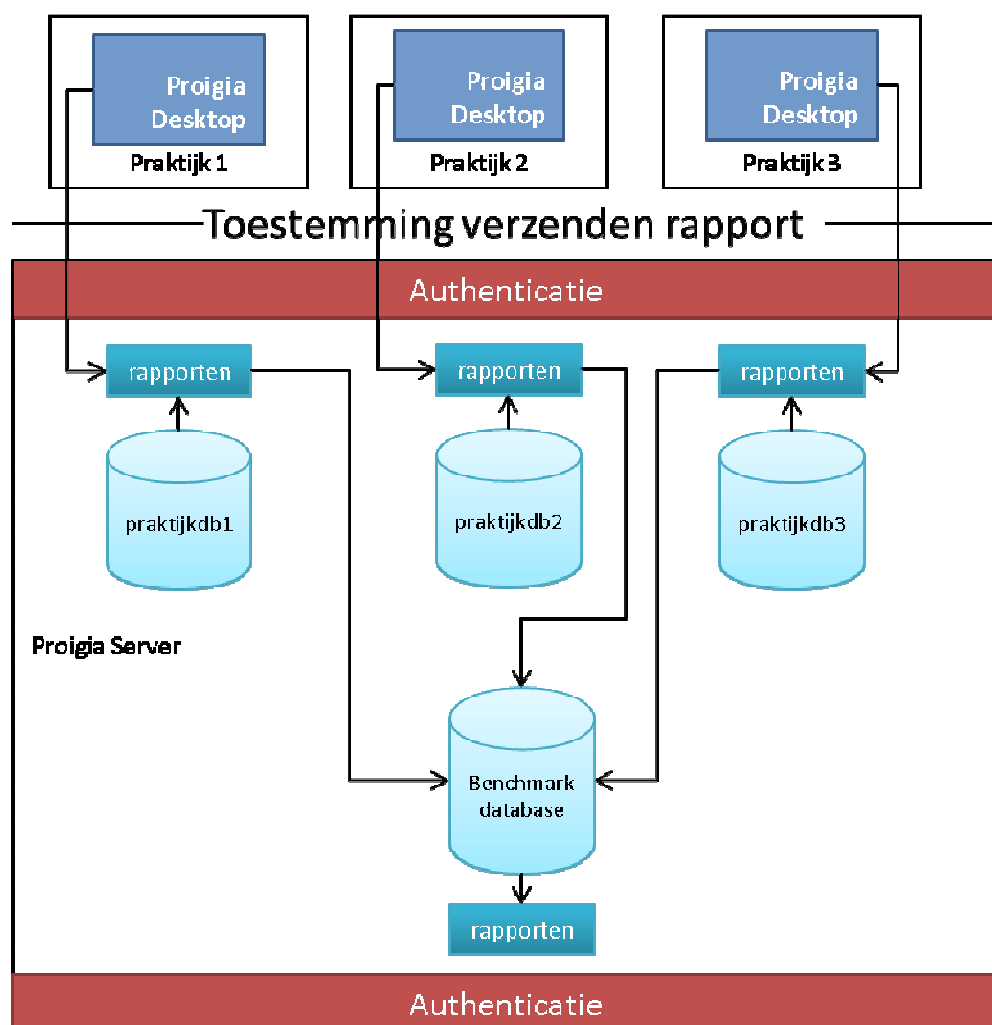 Proigia
Desktop
Praktijk 1
Proigia
Desktop
Praktijk 2
Proigia
Desktop
Praktijk 3
Toestemming verzenden rapport
Authenticatie
rapporten
rapporten
rapporten
praktijkdb1
praktijkdb2
praktijkdb3
Proigia Server
Benchmark
database
rapporten
Authenticatie